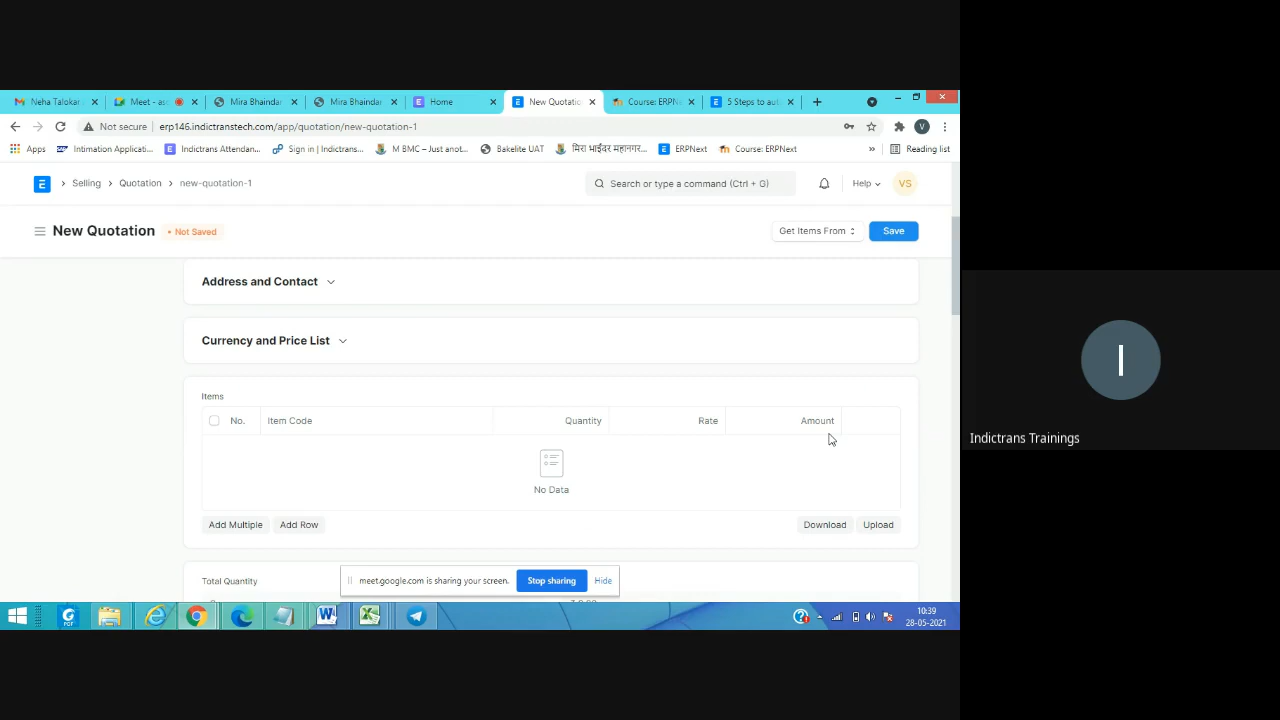 Neha Talokar
Meet - as
Mira Bhaindar
Mira Bhaindar
Home
New Quotatio
Course: ERPNe
5 Steps to aut
Not secure
erp146.indictranstech.com/app/quotation/new-quotation-1
Apps
Intimation Applicati...
Indictrans Attendan...
Sign in | Indictrans...
M BMC – Just anot...
Bakelite UAT
मिरा भाईंदर महानगर...
ERPNext
Course: ERPNext
»
Reading list
E
Selling
Quotation
new-quotation-1
Search or type a command (Ctrl + G)
Help
VS
New Quotation
• Not Saved
Get Items From
Save
Address and Contact
Currency and Price List
Items
No.
Item Code
Quantity
Rate
Amount
No Data
Add Multiple
Add Row
Download
Upload
Total Quantity
meet.google.com is sharing your screen.
Stop sharing
Hide
10:39
28-05-2021
I
Indictrans Trainings